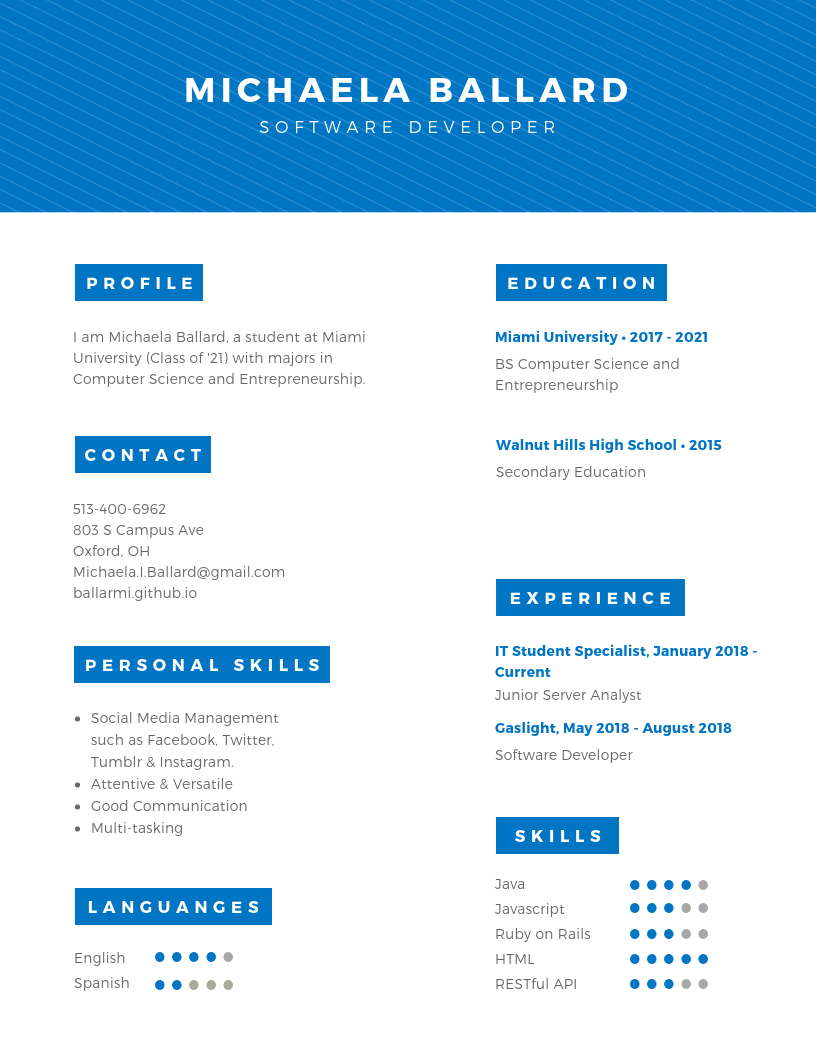 MICHAELA BALLARD
SOFTWARE DEVELOPER
PROFILE
I am Michaela Ballard, a student at Miami
University (Class of '21) with majors in
Computer Science and Entrepreneurship.
CONTACT
513-400-6962
803 S Campus Ave
Oxford, OH
Michaela.I.Ballard@gmail.com
ballarmi.github.io
PERSONAL SKILLS
• Social Media Management
such as Facebook, Twitter,
Tumblr & Instagram.
• Attentive & Versatile
• Good Communication
• Multi-tasking
LANGUANGES
English
Spanish
EDUCATION
Miami University • 2017 - 2021
BS Computer Science and
Entrepreneurship
Walnut Hills High School • 2015
Secondary Education
EXPERIENCE
IT Student Specialist, January 2018 -
Current
Junior Server Analyst
Gaslight, May 2018 - August 2018
Software Developer
SKILLS
Java
Javascript
Ruby on Rails
HTML
RESTful API